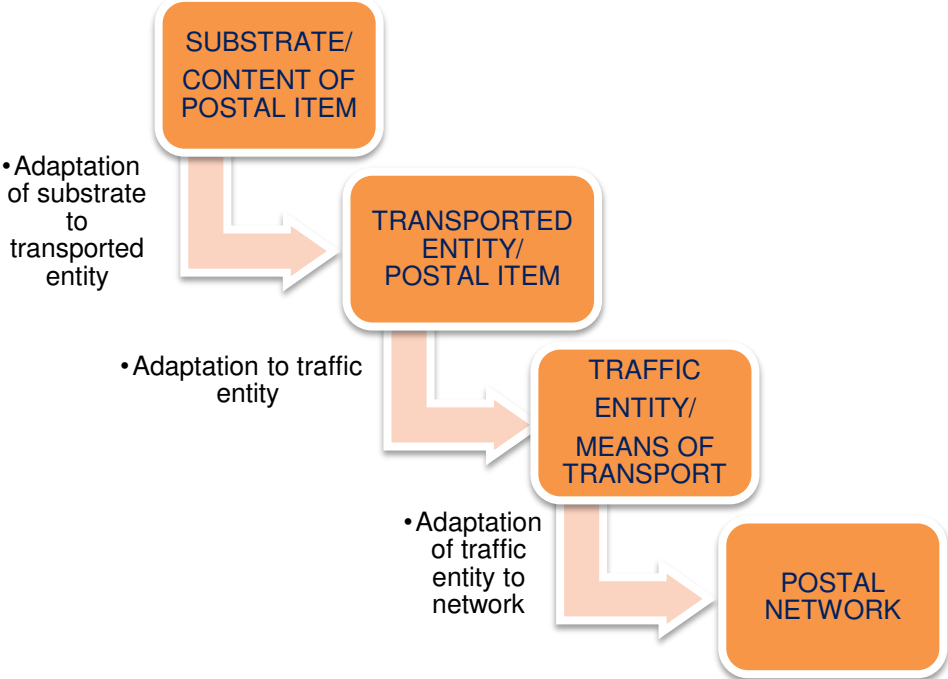 SUBSTRATE/
CONTENT OF
POSTAL ITEM
•Adaptation
of substrate
to
transported
entity
TRANSPORTED
ENTITY/
POSTAL ITEM
•Adaptation to traffic
entity
TRAFFIC
ENTITY/
MEANS OF
TRANSPORT
•Adaptation
of traffic
entity to
network
POSTAL
NETWORK